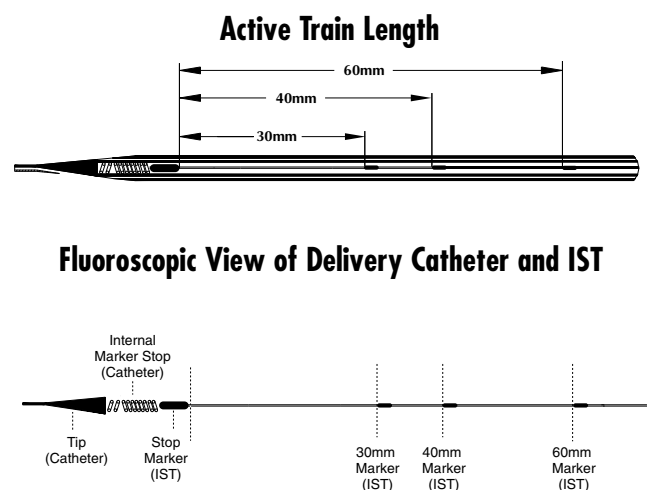 Active Train Length
60mm
40mm
30mm
Fluoroscopic View of Delivery Catheter and IST
Internal
Marker Stop
(Catheter)
Tip
(Catheter)
Stop
Marker
(IST)
30mm
Marker
(IST)
40mm
Marker
(IST)
60mm
Marker
(IST)